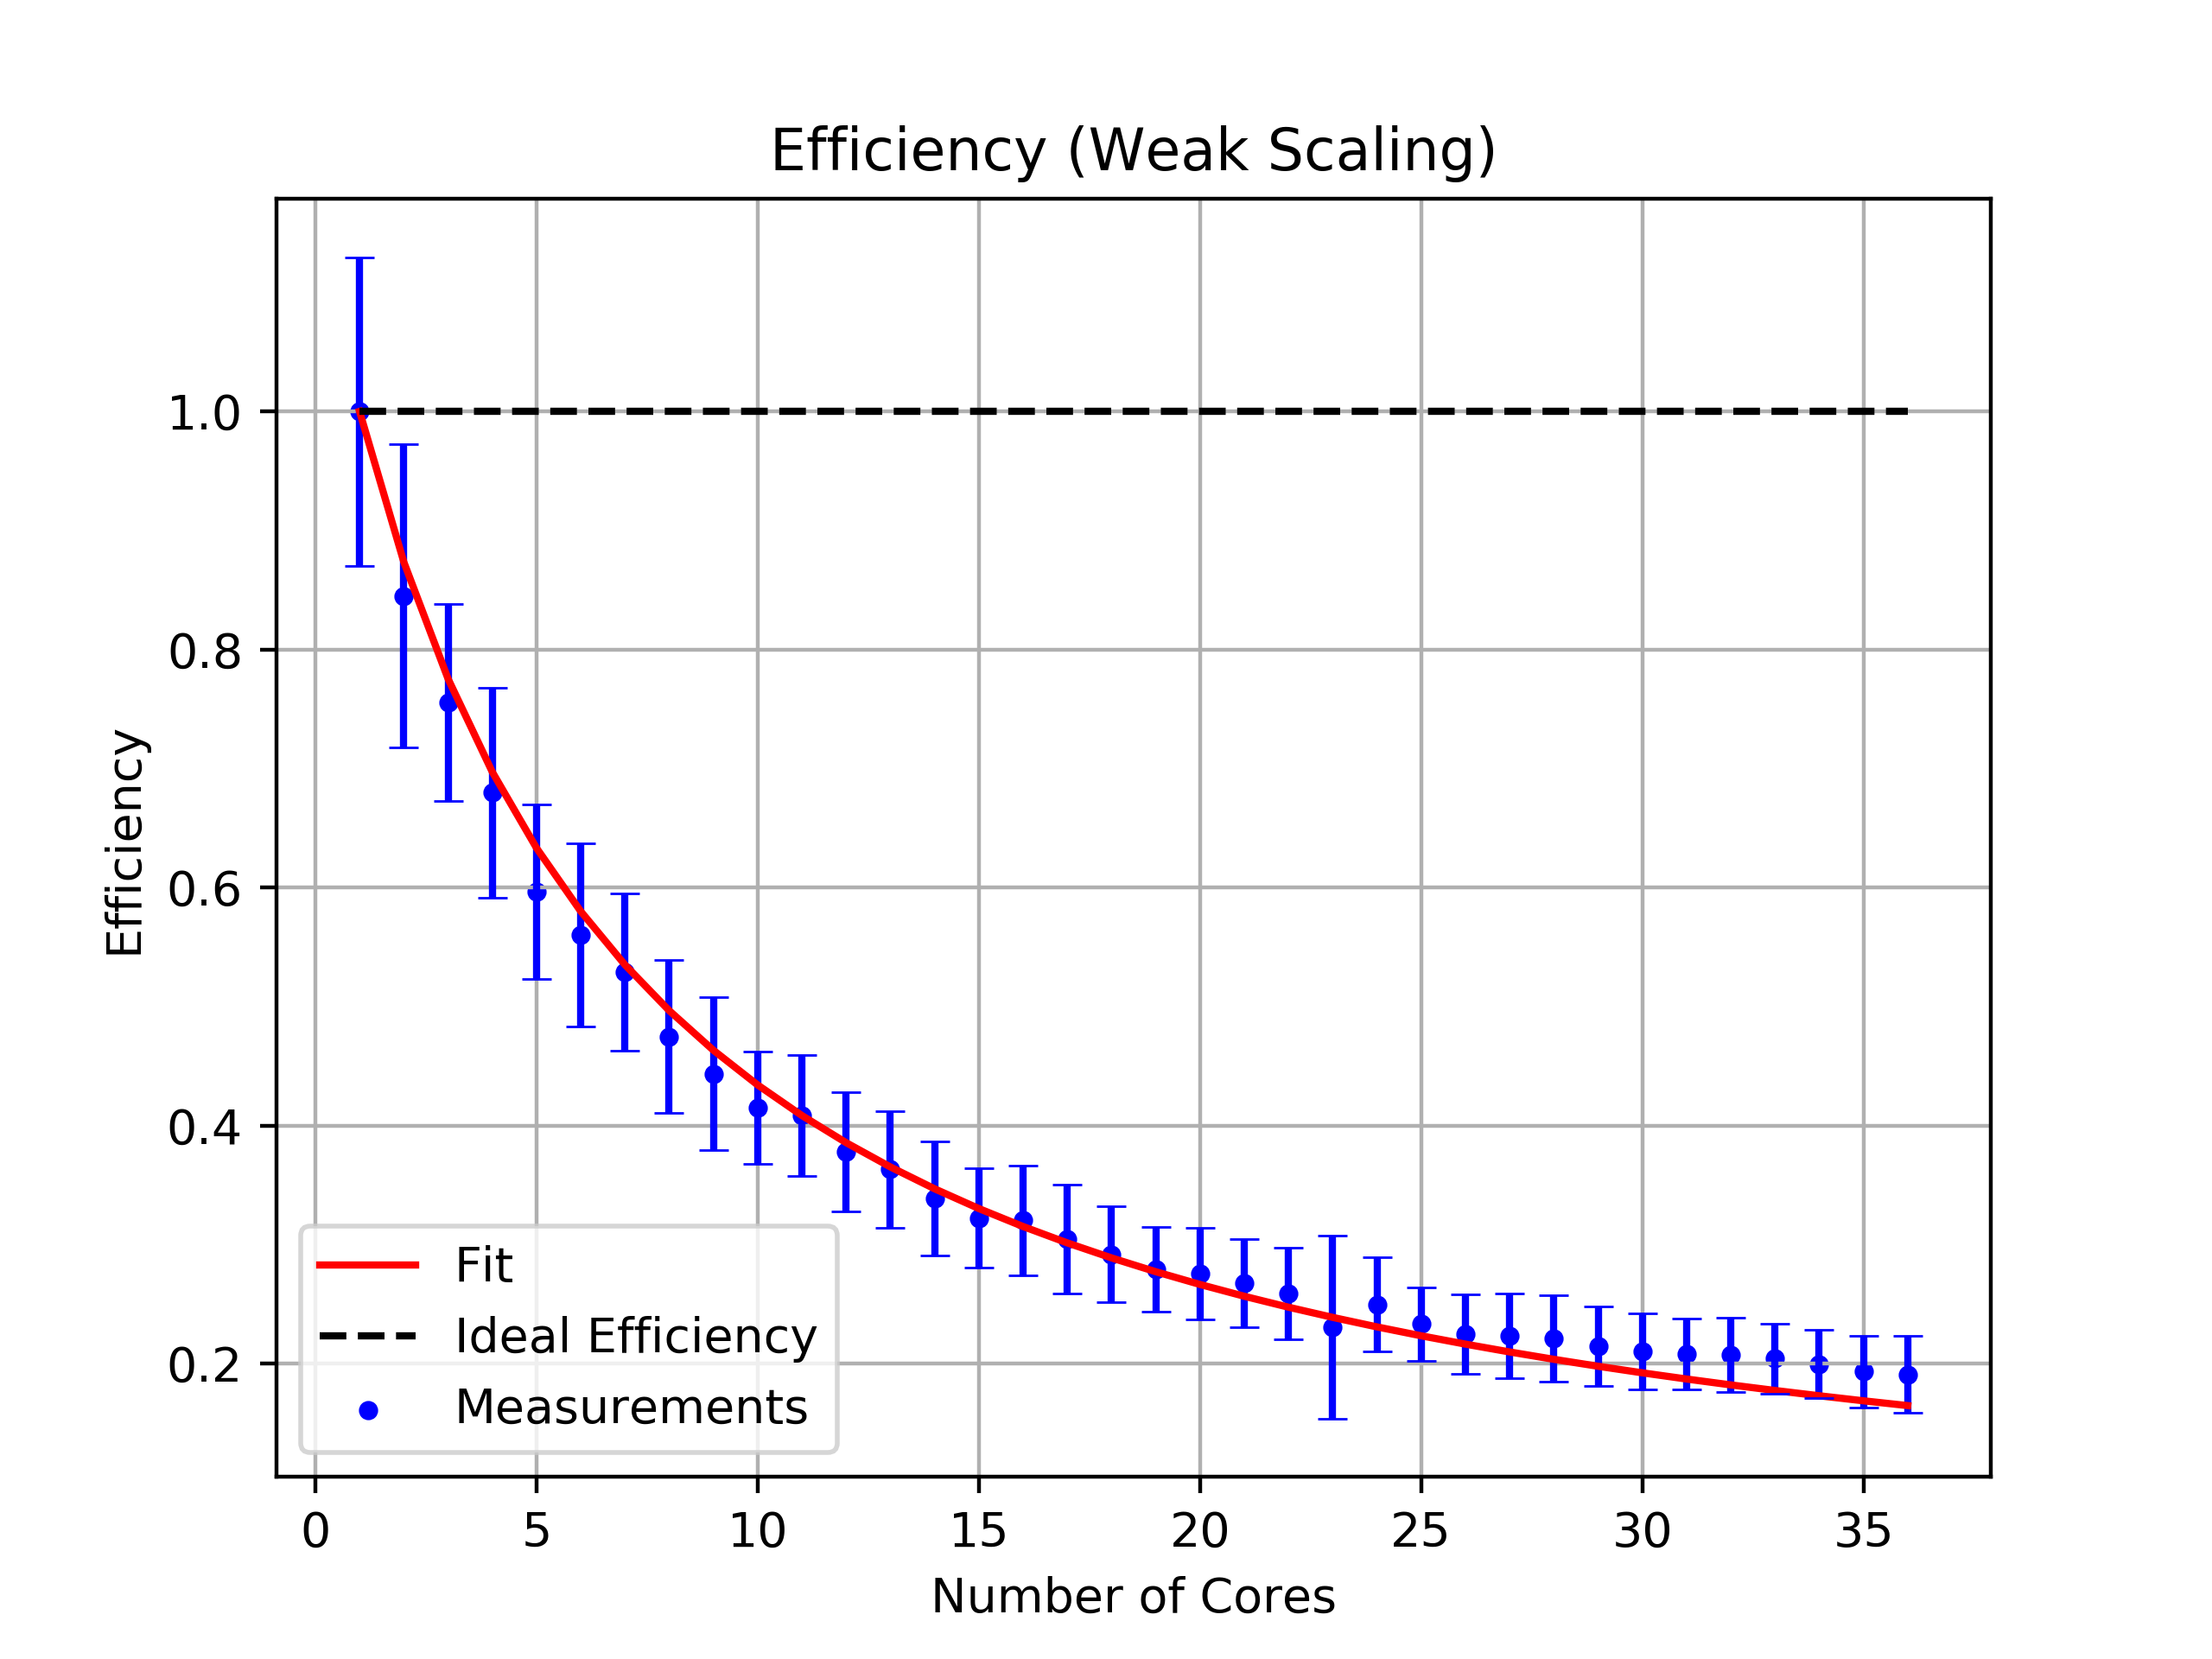 Efficiency (Weak Scaling)
Efficiency
1.0
0.8
0.6
0.4
0.2
Fit
Ideal Efficiency
Measurements
0 5 10 15 20 25 30 35
Number of Cores